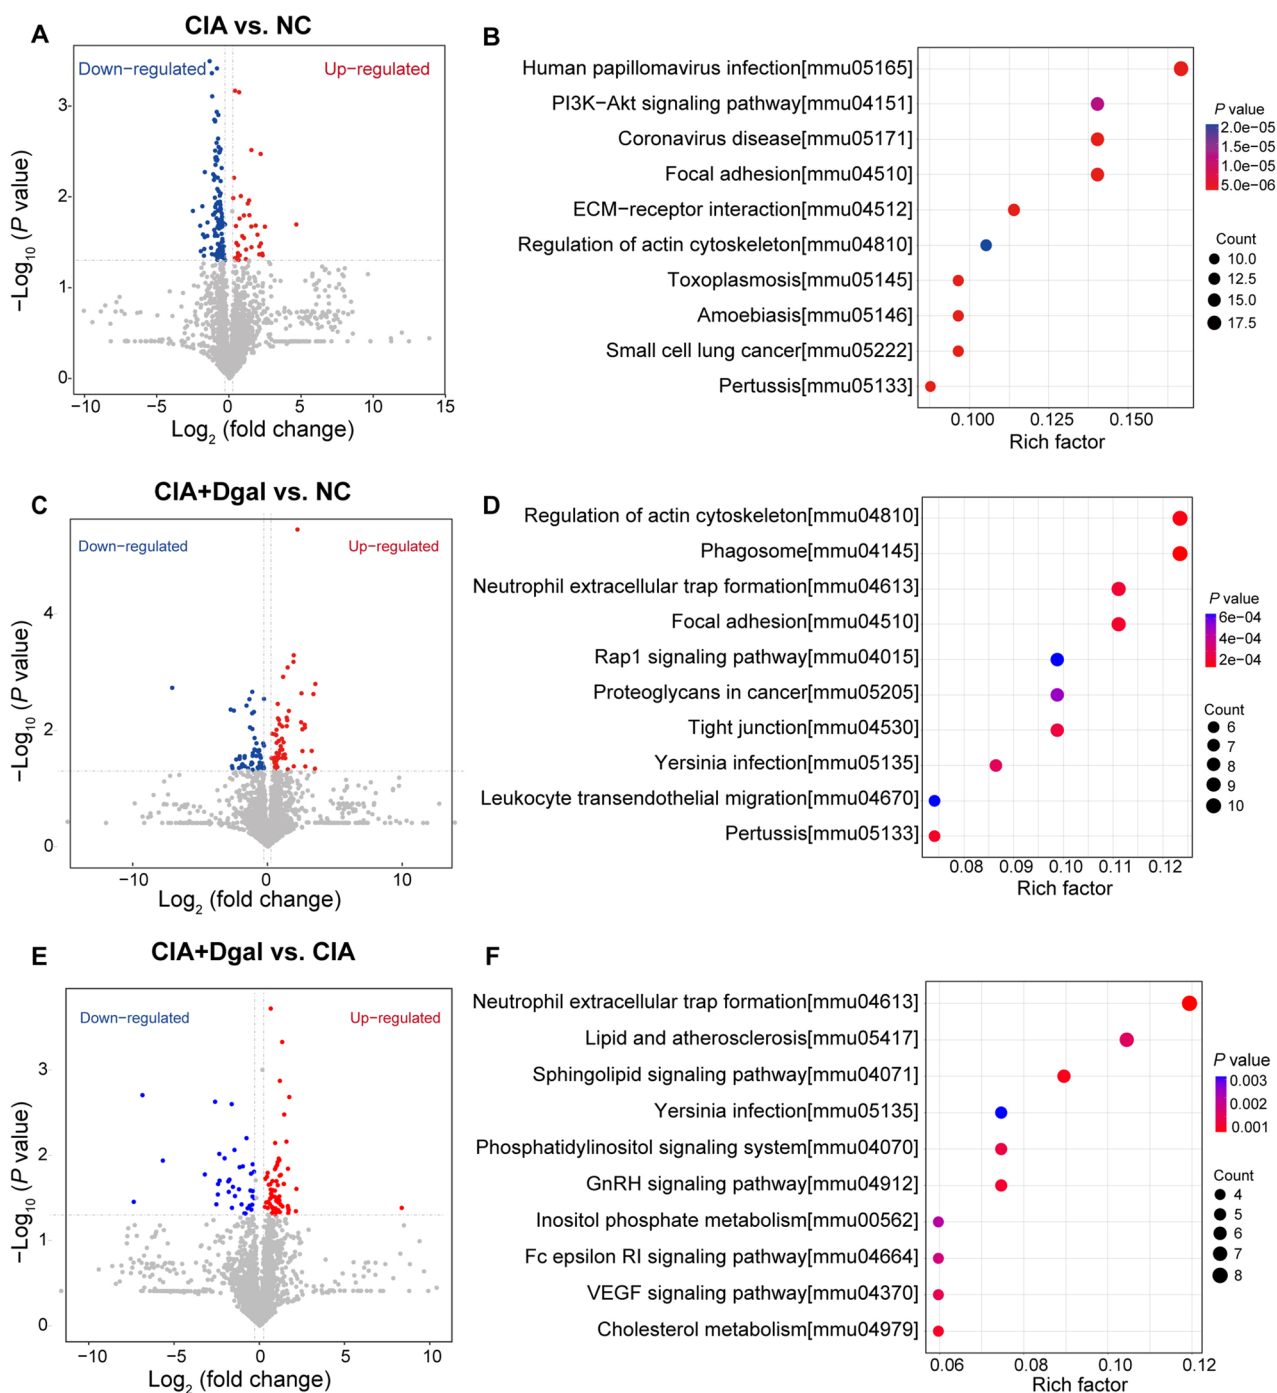 A
CIA vs. NC
Down−regulated
Up−regulated
3
2
1
0
−Log10 (P value)
−10
−5
0
5
10
15
Log2 (fold change)
B
Human papillomavirus infection[mmu05165]
PI3K−Akt signaling pathway[mmu04151]
Coronavirus disease[mmu05171]
Focal adhesion[mmu04510]
ECM−receptor interaction[mmu04512]
Regulation of actin cytoskeleton[mmu04810]
Toxoplasmosis[mmu05145]
Amoebiasis[mmu05146]
Small cell lung cancer[mmu05222]
Pertussis[mmu05133]
0.100
0.125
0.150
Rich factor
P value
2.0e−05
1.5e−05
1.0e−05
5.0e−06
Count
10.0
12.5
15.0
17.5
C
CIA+Dgal vs. NC
Down−regulated
Up−regulated
4
2
0
−Log10 (P value)
−10
0
10
Log2 (fold change)
D
Regulation of actin cytoskeleton[mmu04810]
Phagosome[mmu04145]
Neutrophil extracellular trap formation[mmu04613]
Focal adhesion[mmu04510]
Rap1 signaling pathway[mmu04015]
Proteoglycans in cancer[mmu05205]
Tight junction[mmu04530]
Yersinia infection[mmu05135]
Leukocyte transendothelial migration[mmu04670]
Pertussis[mmu05133]
0.08
0.09
0.10
0.11
0.12
Rich factor
P value
6e−04
4e−04
2e−04
Count
6
7
8
9
10
E
CIA+Dgal vs. CIA
Down−regulated
Up−regulated
3
2
1
0
−Log10 (P value)
−10
−5
0
5
10
Log2 (fold change)
F
Neutrophil extracellular trap formation[mmu04613]
Lipid and atherosclerosis[mmu05417]
Sphingolipid signaling pathway[mmu04071]
Yersinia infection[mmu05135]
Phosphatidylinositol signaling system[mmu04070]
GnRH signaling pathway[mmu04912]
Inositol phosphate metabolism[mmu00562]
Fc epsilon RI signaling pathway[mmu04664]
VEGF signaling pathway[mmu04370]
Cholesterol metabolism[mmu04979]
0.06
0.08
0.10
0.12
Rich factor
P value
0.003
0.002
0.001
Count
4
5
6
7
8